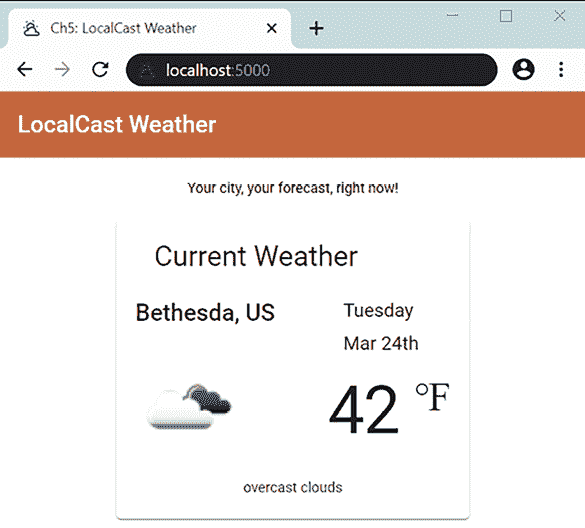 Ch5: LocalCast Weather
localhost:5000
LocalCast Weather
Your city, your forecast, right now!
Current Weather
Bethesda, US
Tuesday
Mar 24th
42 °F
overcast clouds